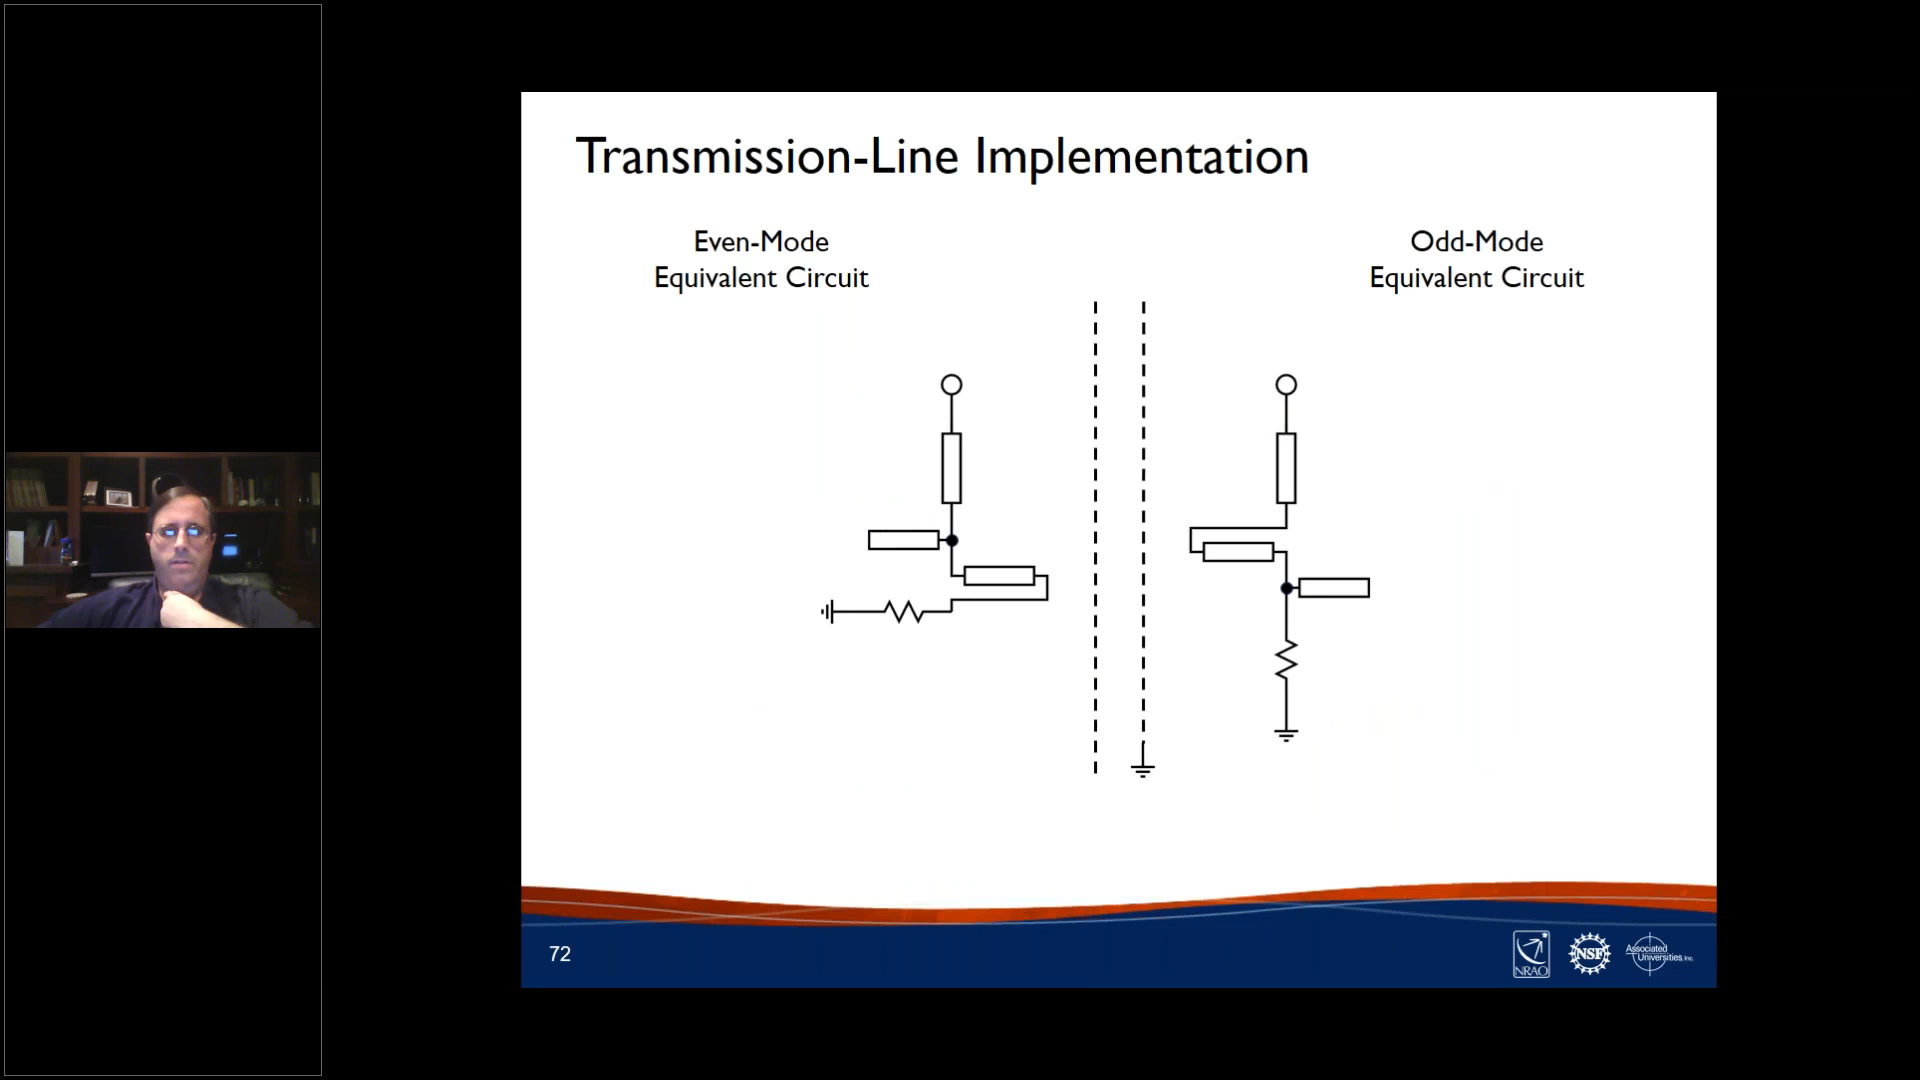 Transmission-Line Implementation
Even-Mode
Equivalent Circuit
Odd-Mode
Equivalent Circuit
72
NRAO
NSF
Associated
Universities, Inc.